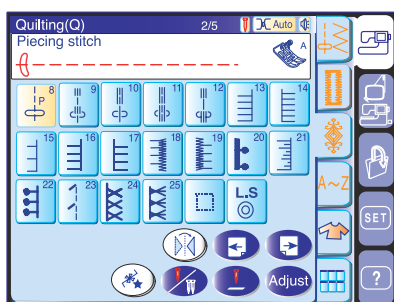 Quilting(Q) 2/5 Auto
Piecing stitch
A
8 P 9 10 11 12 13 14
15 16 17 18 19 20 21
22 23 24 25 L.S
A~Z
SET
Adjust
?